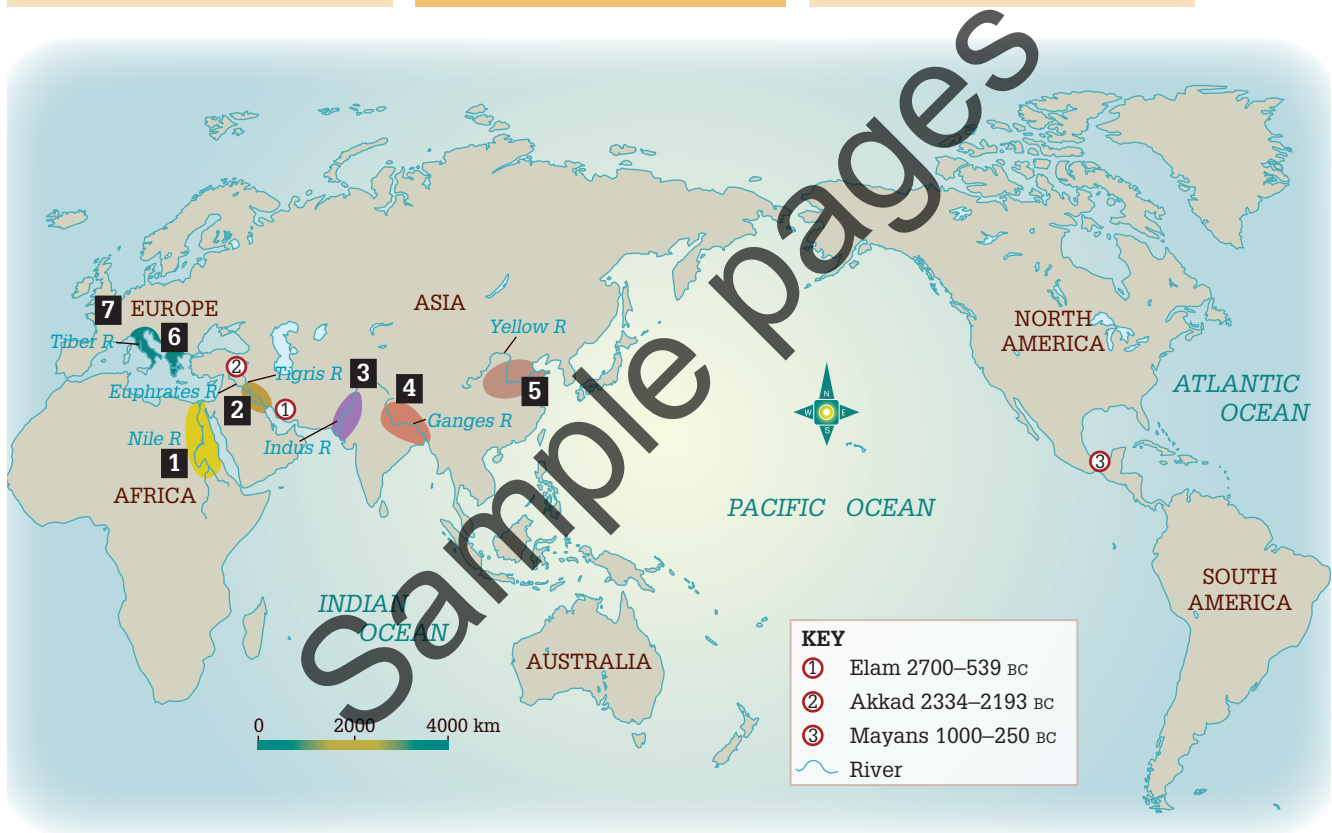 7
EUROPE
ASIA
Tiber R
6
Yellow R
NORTH
AMERICA
2
Tigris R
3
Euphrates R
4
5
2
1
Ganges R
Nile R
Indus R
1
AFRICA
N
W
E
S
ATLANTIC
OCEAN
3
PACIFIC OCEAN
INDIAN
OCEAN
SOUTH
AMERICA
AUSTRALIA
0 2000 4000 km
KEY
1 Elam 2700–539 BC
2 Akkad 2334–2193 BC
3 Mayans 1000–250 BC
River
Sample pages